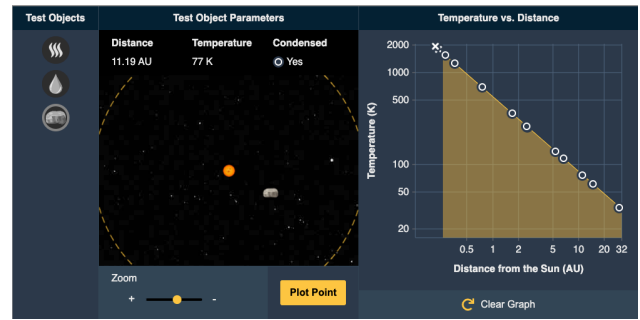 Test Objects
Test Object Parameters
Distance Temperature Condensed
11.19 AU 77 K Yes
Zoom
+ -
Plot Point
Temperature vs. Distance
Temperature (K)
2000
1000
500
100
50
20
0.5 1 2 5 10 20 32
Distance from the Sun (AU)
Clear Graph